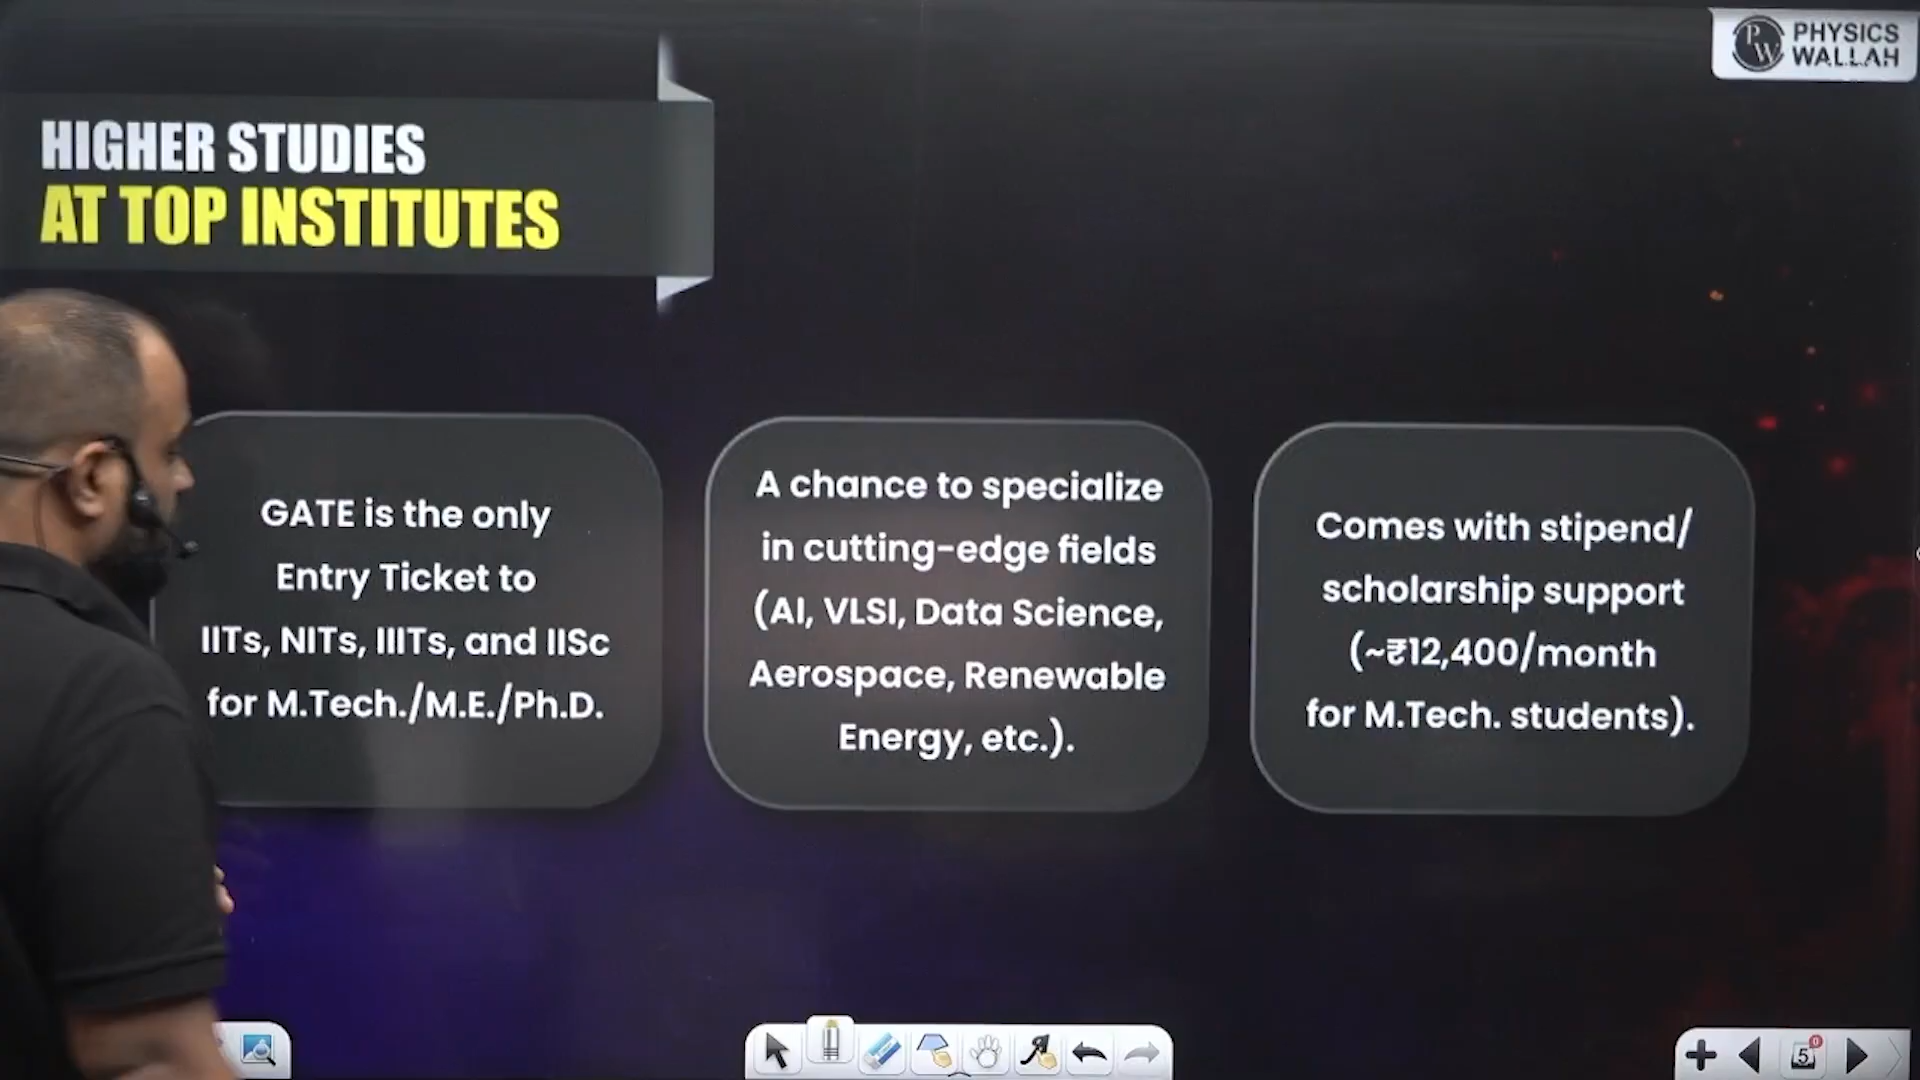 PHYSICS
WALLAH
HIGHER STUDIES
AT TOP INSTITUTES
GATE is the only
Entry Ticket to
IITs, NITs, IIITs, and IISc
for M.Tech./M.E./Ph.D.
A chance to specialize
in cutting-edge fields
(AI, VLSI, Data Science,
Aerospace, Renewable
Energy, etc.).
Comes with stipend/
scholarship support
(~₹12,400/month
for M.Tech. students).
5
0